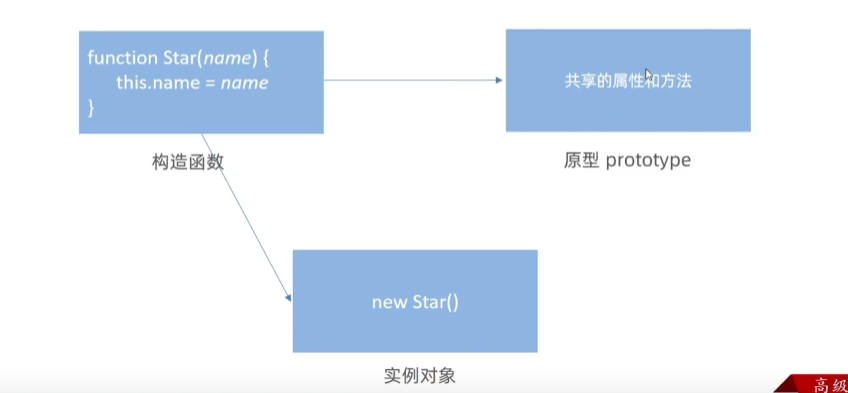 function Star(name) {
this.name = name
}
共享的属性和方法
构造函数
原型 prototype
new Star()
实例对象
高级